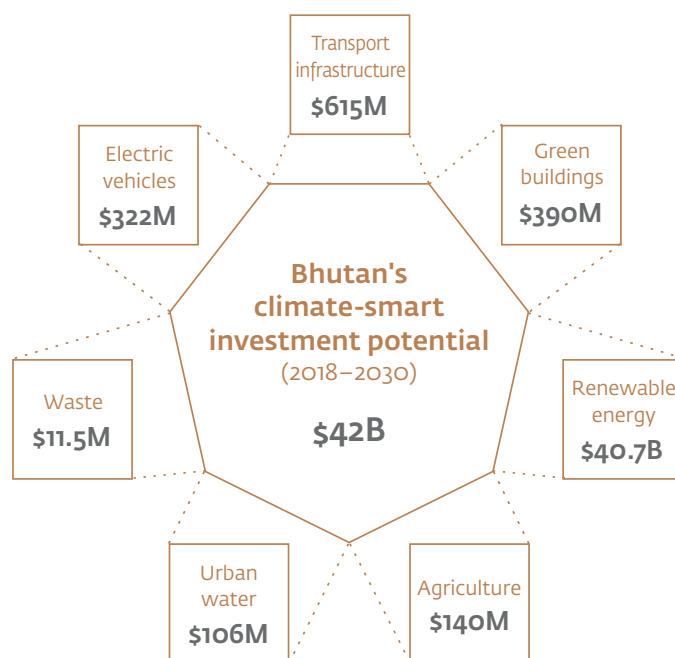 Transport
infrastructure
$615M
Electric
vehicles
$322M
Green
buildings
$390M
Bhutan's
climate-smart
investment potential
(2018–2030)
$42B
Waste
$11.5M
Renewable
energy
$40.7B
Urban
water
$106M
Agriculture
$140M